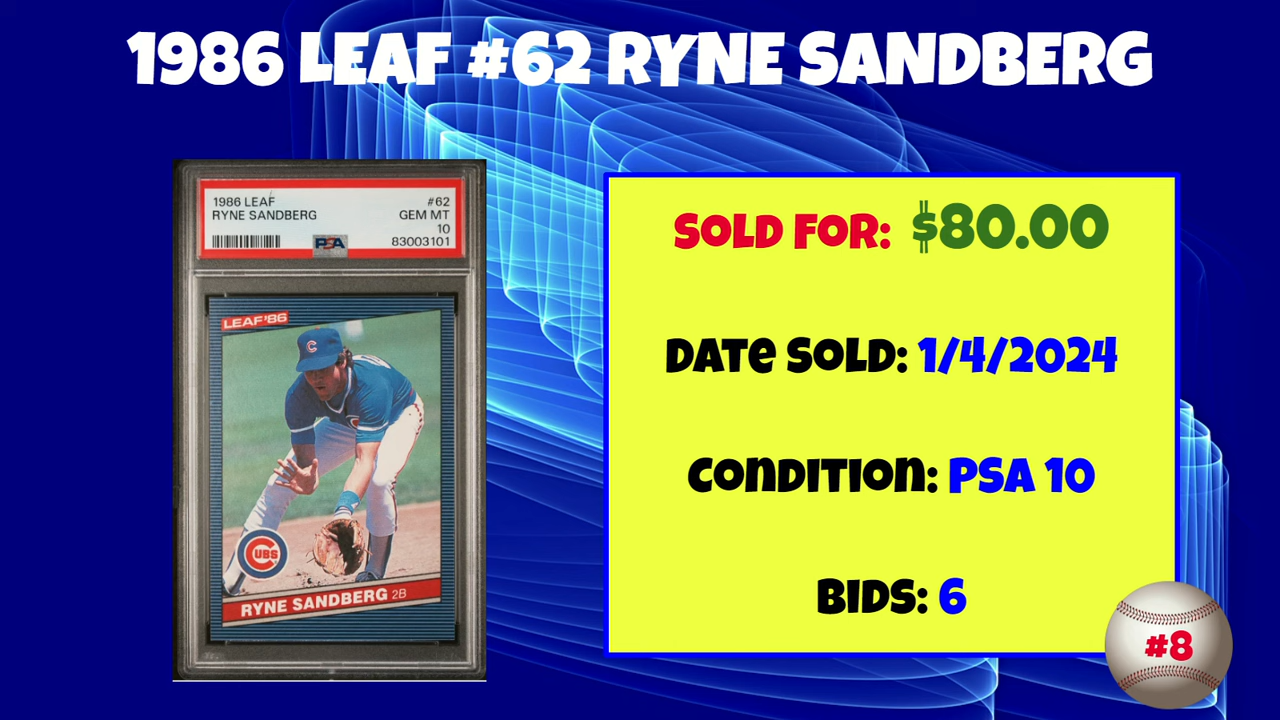 1986 LEAF #62 RYNE SANDBERG
1986 LEAF #62
RYNE SANDBERG GEM MT
10
PSA 83003101
LEAF'86
C
CUBS
RYNE SANDBERG 2B
SOLD FOR: $80.00
DATE SOLD: 1/4/2024
CONDITION: PSA 10
BIDS: 6
#8